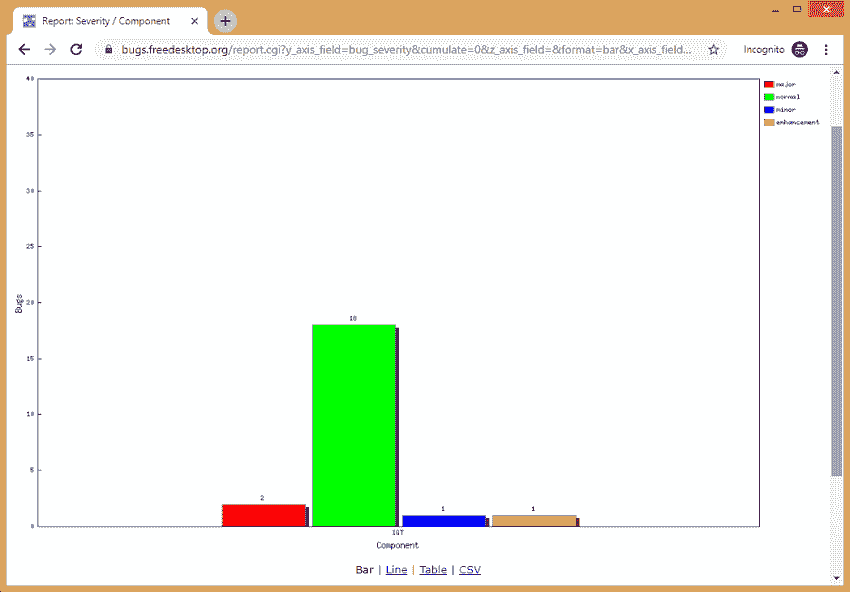 Report: Severity / Component
bugs.freedesktop.org/report.cgi?y_axis_field=bug_severity&cumulate=0&z_axis_field=&format=bar&x_axis_field...
Incognito
40
35
30
25
20
15
10
5
0
Bugs
major
normal
minor
enhancement
2
18
1
1
IGT
Component
Bar | Line | Table | CSV